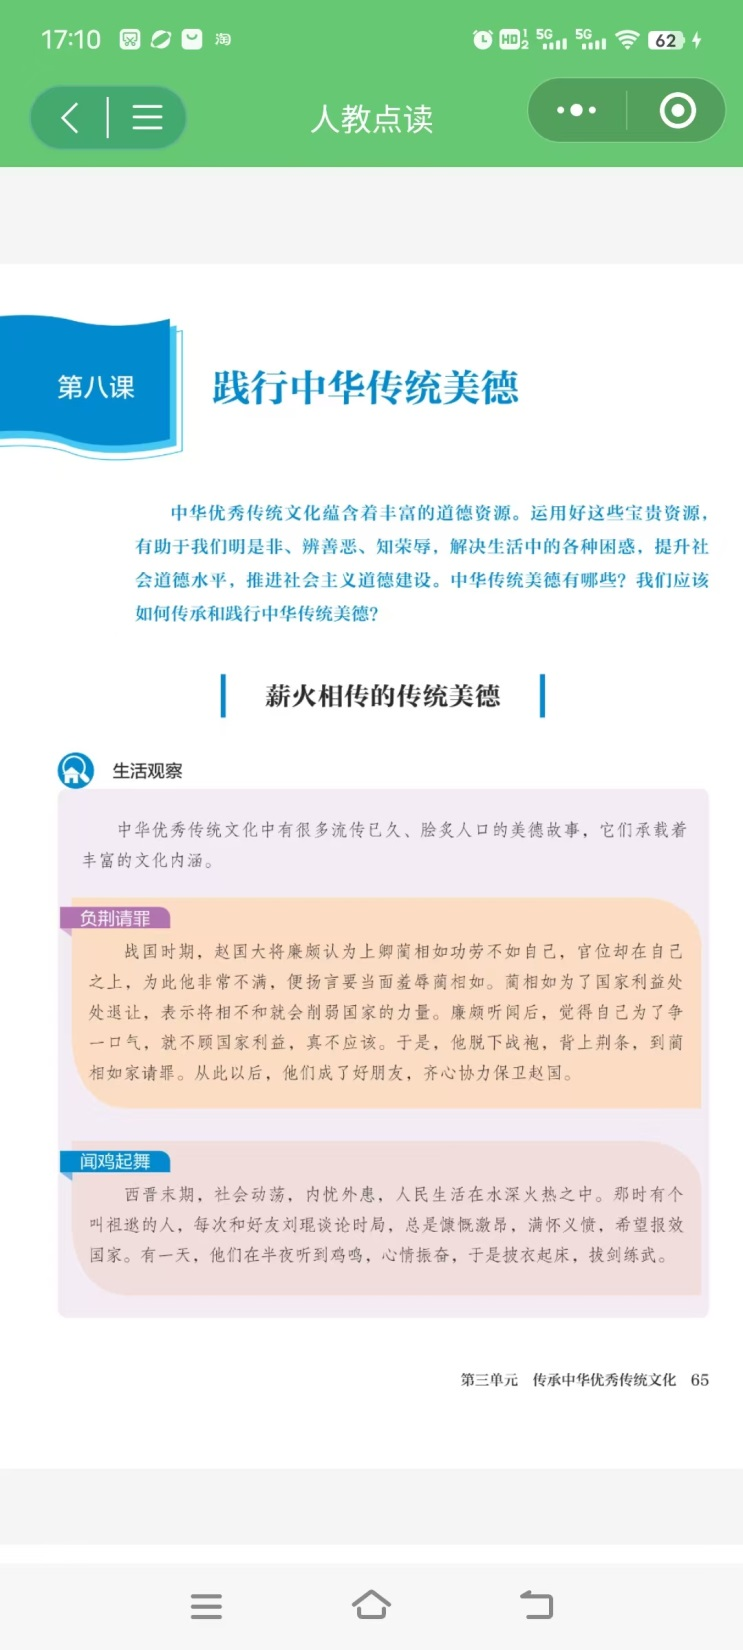 17:10 淘 HD 1 2 5G 5G 62
人教点读
第八课
践行中华传统美德
中华优秀传统文化蕴含着丰富的道德资源。运用好这些宝贵资源，
有助于我们明是非、辨善恶、知荣辱，解决生活中的各种困惑，提升社
会道德水平，推进社会主义道德建设。中华传统美德有哪些？我们应该
如何传承和践行中华传统美德？
薪火相传的传统美德
生活观察
中华优秀传统文化中有很多流传已久、脍炙人口的美德故事，它们承载着
丰富的文化内涵。
负荆请罪
战国时期，赵国大将廉颇认为上卿蔺相如功劳不如自己，官位却在自己
之上，为此他非常不满，便扬言要当面羞辱蔺相如。蔺相如为了国家利益处
处退让，表示将相不和就会削弱国家的力量。廉颇听闻后，觉得自己为了争
一口气，就不顾国家利益，真不应该。于是，他脱下战袍，背上荆条，到蔺
相如家请罪。从此以后，他们成了好朋友，齐心协力保卫赵国。
闻鸡起舞
西晋末期，社会动荡，内忧外患，人民生活在水深火热之中。那时有个
叫祖逖的人，每次和好友刘琨谈论时局，总是慷慨激昂，满怀义愤，希望报效
国家。有一天，他们在半夜听到鸡鸣，心情振奋，于是披衣起床，拔剑练武。
第三单元 传承中华优秀传统文化 65